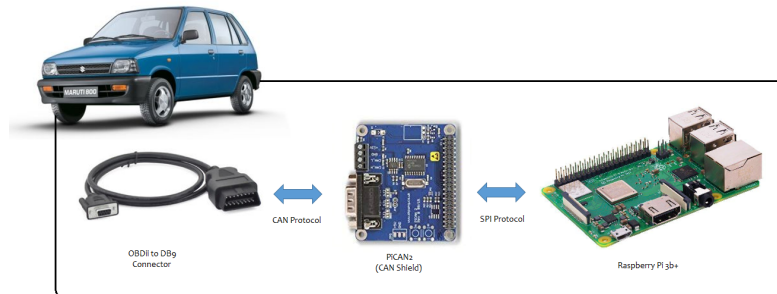 MARUTI 800
CAN Protocol
SPI Protocol
OBDii to DB9
Connector
PiCAN2
(CAN Shield)
Raspberry Pi 3b+